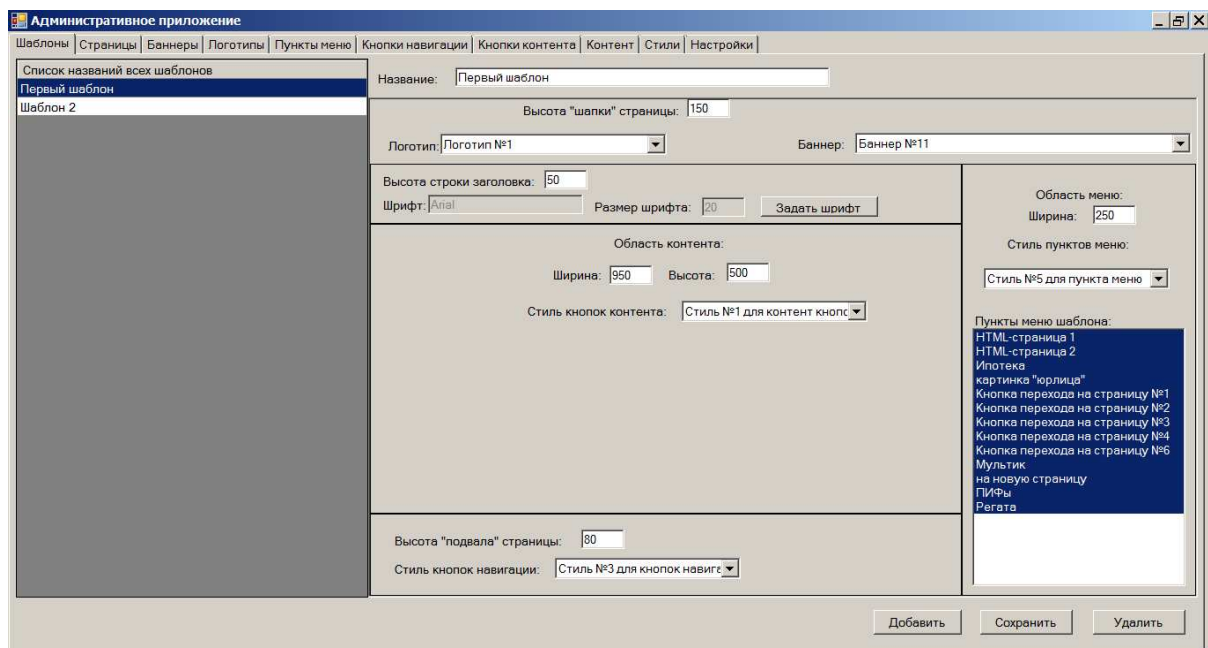 Административное приложение
Шаблоны Страницы Баннеры Логотипы Пункты меню Кнопки навигации Кнопки контента Контент Стили Настройки
Список названий всех шаблонов
Первый шаблон
Шаблон 2
Название: Первый шаблон
Высота "шапки" страницы: 150
Логотип: Логотип №1 Баннер: Баннер №11
Высота строки заголовка: 50
Шрифт: Arial Размер шрифта: 20 Задать шрифт
Область контента:
Ширина: 950 Высота: 500
Стиль кнопок контента: Стиль №1 для контент кнопс
Высота "подвала" страницы: 80
Стиль кнопок навигации: Стиль №3 для кнопок навига
Область меню:
Ширина: 250
Стиль пунктов меню:
Стиль №5 для пункта меню
Пункты меню шаблона:
HTML-страница 1
HTML-страница 2
Ипотека
картинка "юрлица"
Кнопка перехода на страницу №1
Кнопка перехода на страницу №2
Кнопка перехода на страницу №3
Кнопка перехода на страницу №4
Кнопка перехода на страницу №6
Мультик
на новую страницу
ПИФы
Регата
Добавить Сохранить Удалить